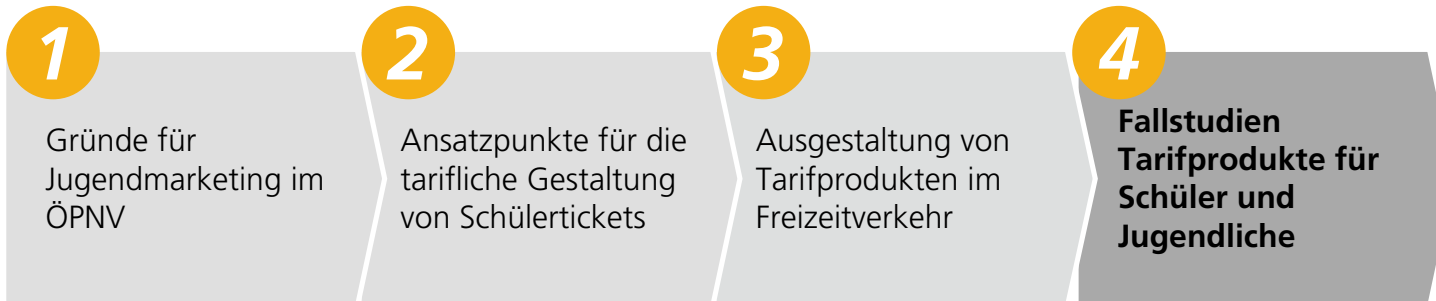 1
Gründe für
Jugendmarketing im
ÖPNV
2
Ansatzpunkte für die
tarifliche Gestaltung
von Schülertickets
3
Ausgestaltung von
Tarifprodukten im
Freizeitverkehr
4
Fallstudien
Tarifprodukte für
Schüler und
Jugendliche